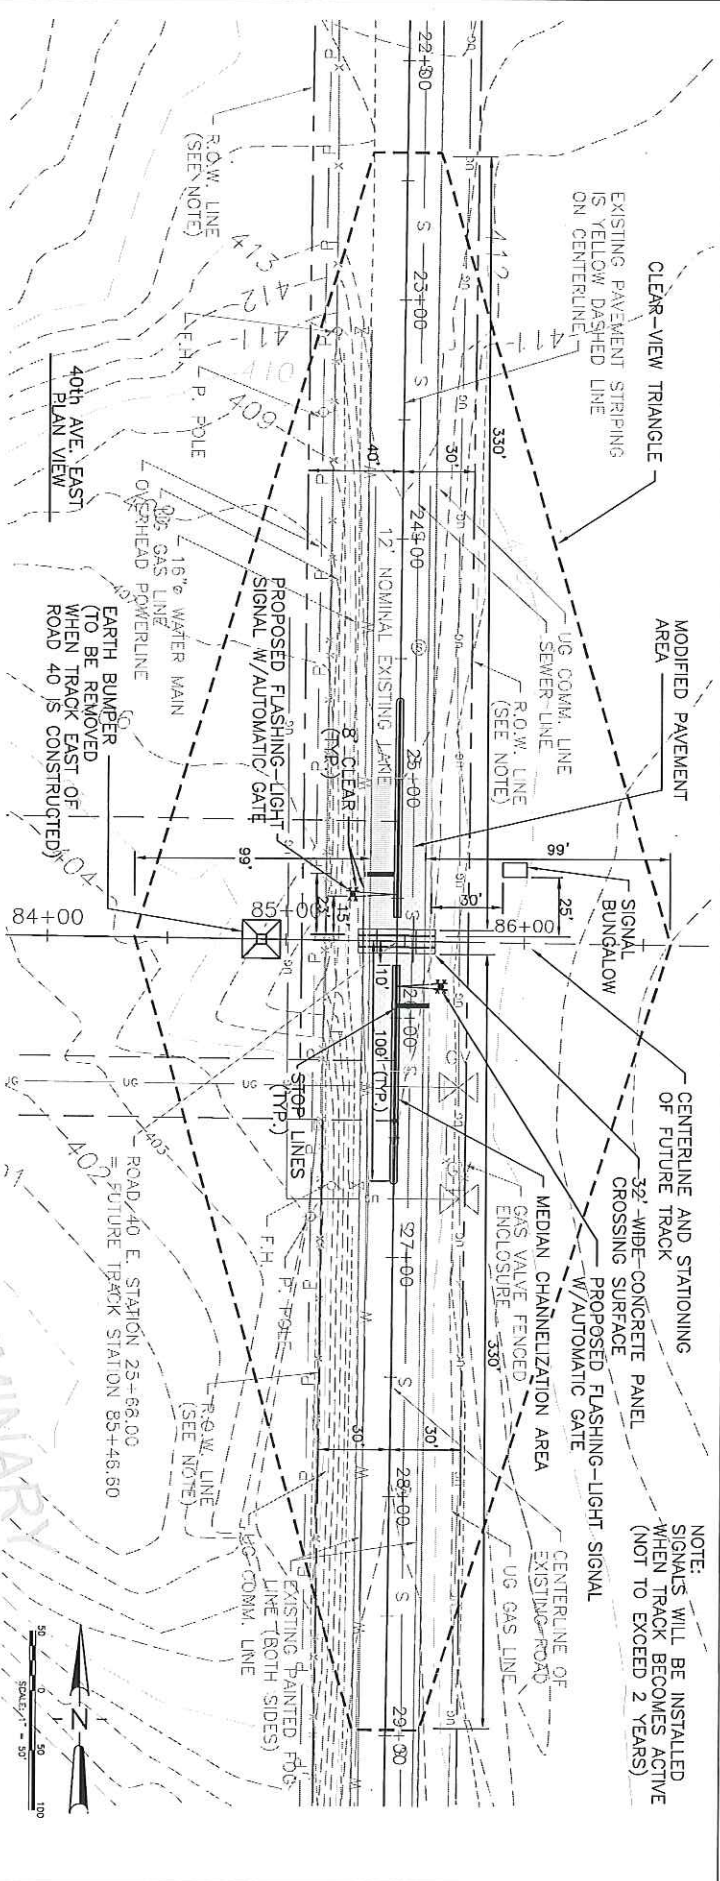 NOTE:
SIGNALS WILL BE INSTALLED
WHEN TRACK BECOMES ACTIVE
(NOT TO EXCEED 2 YEARS)
CLEAR-VIEW TRIANGLE
EXISTING PAVEMENT STRIPING
IS YELLOW DASHED LINE
ON CENTERLINE
MODIFIED PAVEMENT
AREA
SIGNAL
BUNGALOW
CENTERLINE AND STATIONING
OF FUTURE TRACK
32' WIDE CONCRETE PANEL
CROSSING SURFACE
PROPOSED FLASHING-LIGHT SIGNAL
W/AUTOMATIC GATE
MEDIAN CHANNELIZATION AREA
GAS VALVE FENCED
ENCLOSURE
CENTERLINE OF
EXISTING ROAD
UG GAS LINE
UG COMM. LINE
SEWER LINE
R.O.W. LINE
(SEE NOTE)
330'
330'
99'
99'
25'
30'
40'
30'
30'
30'
15'
10'
100' (TYP.)
412
411
22+00
23+00
24+00
25+00
26+00
27+00
28+00
29+00
84+00
85+00
86+00
12' NOMINAL EXISTING LANE
8' CLEAR
(TYP.)
PROPOSED FLASHING-LIGHT
SIGNAL W/AUTOMATIC GATE
STOP LINES
(TYP.)
R.O.W. LINE
(SEE NOTE)
413
412
411
410
409
F.H.
P. POLE
16"ø WATER MAIN
UG GAS LINE
OVERHEAD POWERLINE
EARTH BUMPER
(TO BE REMOVED
WHEN TRACK EAST OF
ROAD 40 IS CONSTRUCTED)
404
403
402
F.H.
P. POLE
ROAD 40 E. STATION 25+68.00
= FUTURE TRACK STATION 85+46.60
R.O.W. LINE
(SEE NOTE)
UG COMM. LINE
EXISTING PAINTED FOG
LINE (BOTH SIDES)
40th AVE. EAST
PLAN VIEW
N
50
0
50
100
SCALE: 1" = 50'